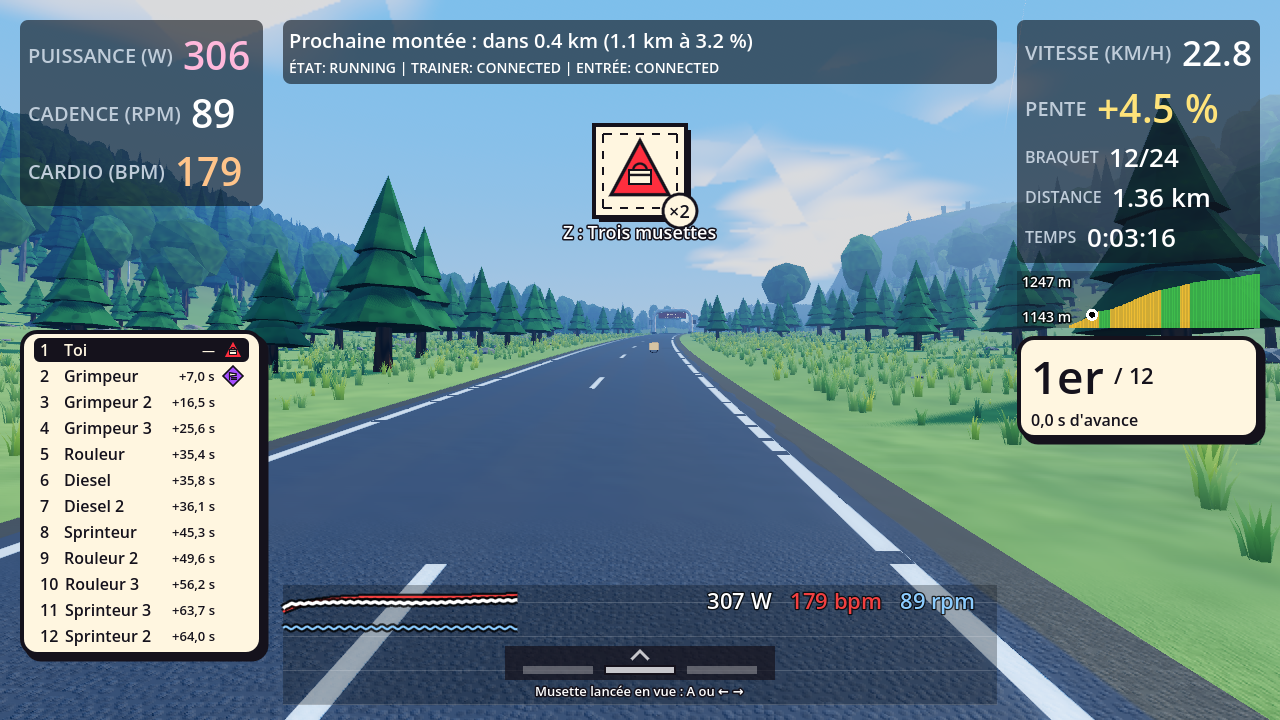 PUISSANCE (W) 306
CADENCE (RPM) 89
CARDIO (BPM) 179
Prochaine montée : dans 0.4 km (1.1 km à 3.2 %)
ÉTAT: RUNNING | TRAINER: CONNECTED | ENTRÉE: CONNECTED
VITESSE (KM/H) 22.8
PENTE +4.5 %
BRAQUET 12/24
DISTANCE 1.36 km
TEMPS 0:03:16
1247 m
1143 m
×2
Z : Trois musettes
1 Toi —
2 Grimpeur +7,0 s
3 Grimpeur 2 +16,5 s
4 Grimpeur 3 +25,6 s
5 Rouleur +35,4 s
6 Diesel +35,8 s
7 Diesel 2 +36,1 s
8 Sprinteur +45,3 s
9 Rouleur 2 +49,6 s
10 Rouleur 3 +56,2 s
11 Sprinteur 3 +63,7 s
12 Sprinteur 2 +64,0 s
1er / 12
0,0 s d'avance
307 W 179 bpm 89 rpm
Musette lancée en vue : A ou ← →